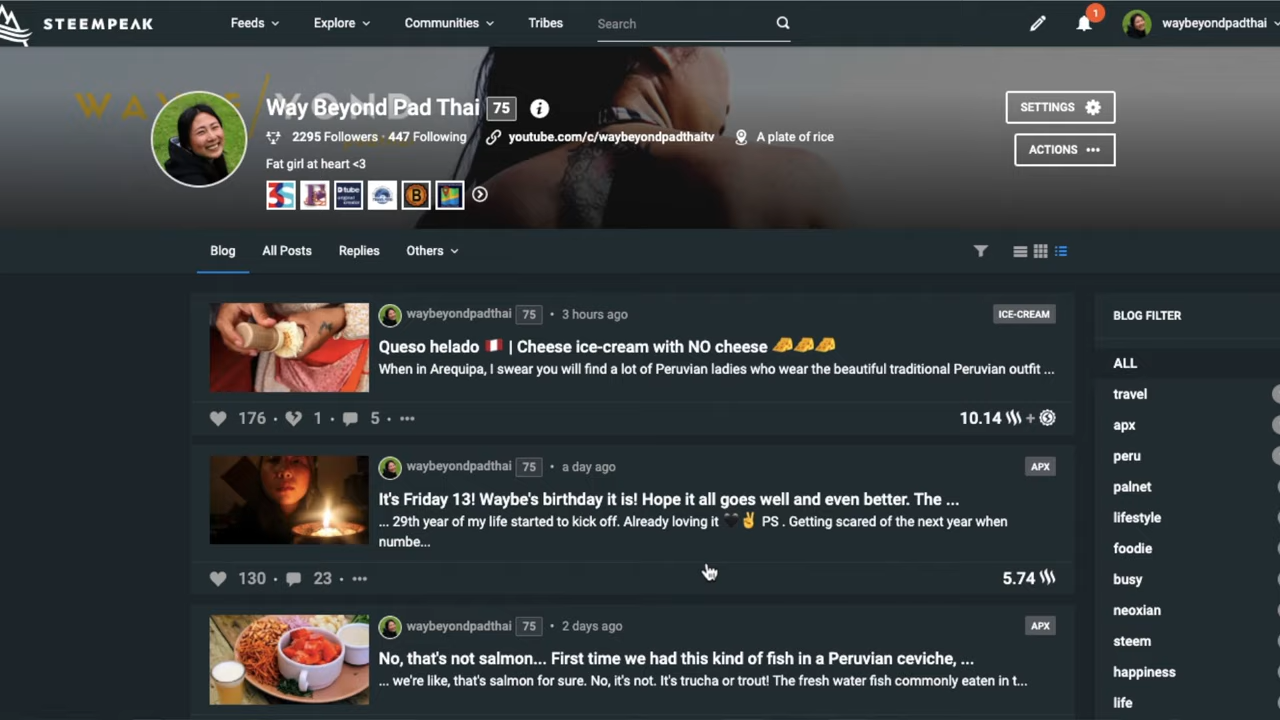 STEEMPEAK Feeds Explore Communities Tribes Search 1 waybeyondpadthai
Way Beyond Pad Thai 75
SETTINGS
2295 Followers · 447 Following youtube.com/c/waybeyondpadthaitv A plate of rice
ACTIONS
Fat girl at heart <3
Blog All Posts Replies Others
waybeyondpadthai 75 • 3 hours ago ICE-CREAM
Queso helado 🇵🇪 | Cheese ice-cream with NO cheese 🧀🧀🧀
When in Arequipa, I swear you will find a lot of Peruvian ladies who wear the beautiful traditional Peruvian outfit ...
176 · 1 · 5 · 10.14 +
waybeyondpadthai 75 • a day ago APX
It's Friday 13! Waybe's birthday it is! Hope it all goes well and even better. The ...
... 29th year of my life started to kick off. Already loving it 🖤✌ PS . Getting scared of the next year when
numbe...
130 · 23 · 5.74
waybeyondpadthai 75 • 2 days ago APX
No, that's not salmon... First time we had this kind of fish in a Peruvian ceviche, ...
... we're like, that's salmon for sure. No, it's not. It's trucha or trout! The fresh water fish commonly eaten in t...
BLOG FILTER
ALL
travel
apx
peru
palnet
lifestyle
foodie
busy
neoxian
steem
happiness
life